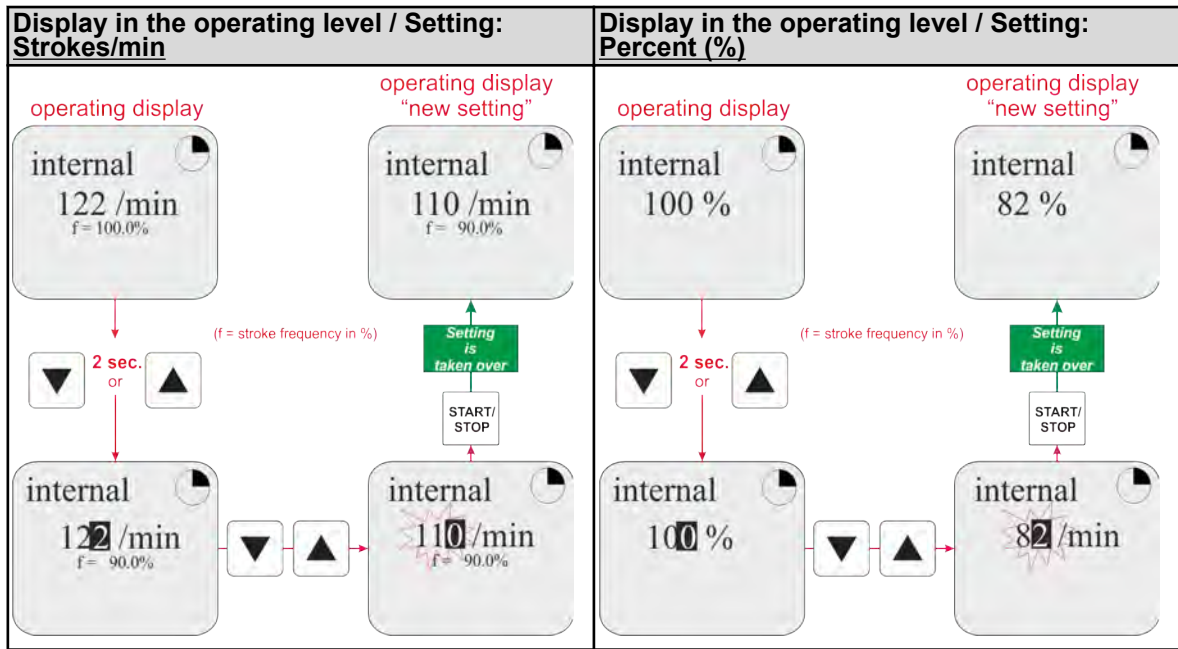 Display in the operating level / Setting:
Strokes/min
operating display
operating display
"new setting"
internal
122 /min
f = 100.0%
internal
110 /min
f = 90.0%
(f = stroke frequency in %)
Setting
is
taken over
2 sec.
or
START/
STOP
internal
122 /min
f = 90.0%
internal
110 /min
f = 90.0%
Display in the operating level / Setting:
Percent (%)
operating display
operating display
"new setting"
internal
100 %
internal
82 %
(f = stroke frequency in %)
Setting
is
taken over
2 sec.
or
START/
STOP
internal
100 %
internal
82 /min